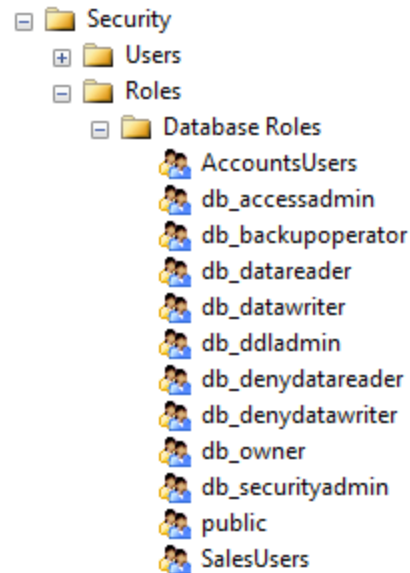 Security
Users
Roles
Database Roles
AccountsUsers
db_accessadmin
db_backupoperator
db_datareader
db_datawriter
db_ddladmin
db_denydatareader
db_denydatawriter
db_owner
db_securityadmin
public
SalesUsers